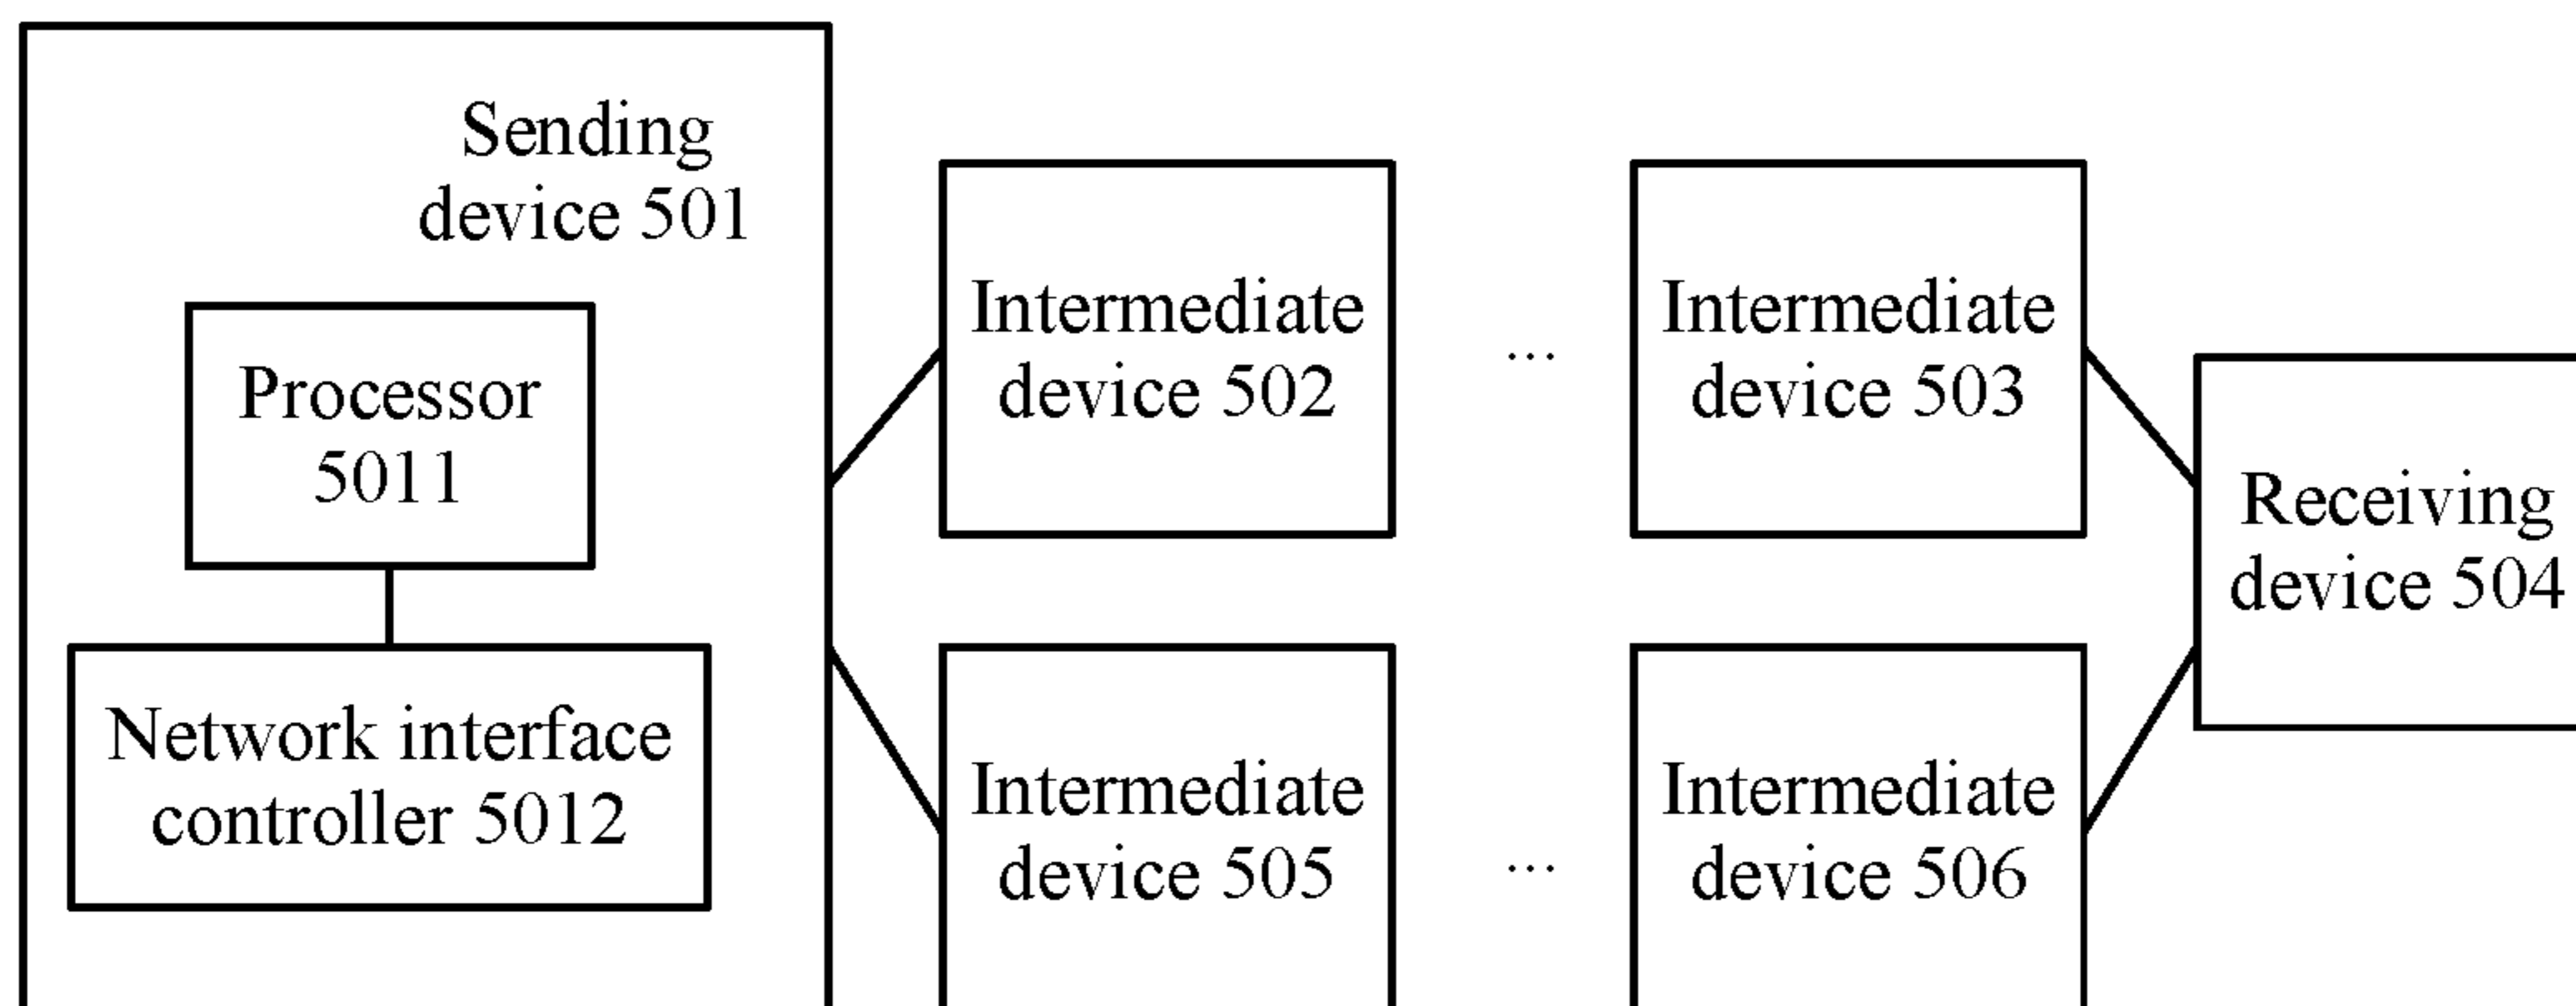 Sending
device 501
Processor
5011
Network interface
controller 5012
Intermediate
device 502
...
Intermediate
device 503
Intermediate
device 505
...
Intermediate
device 506
Receiving
device 504